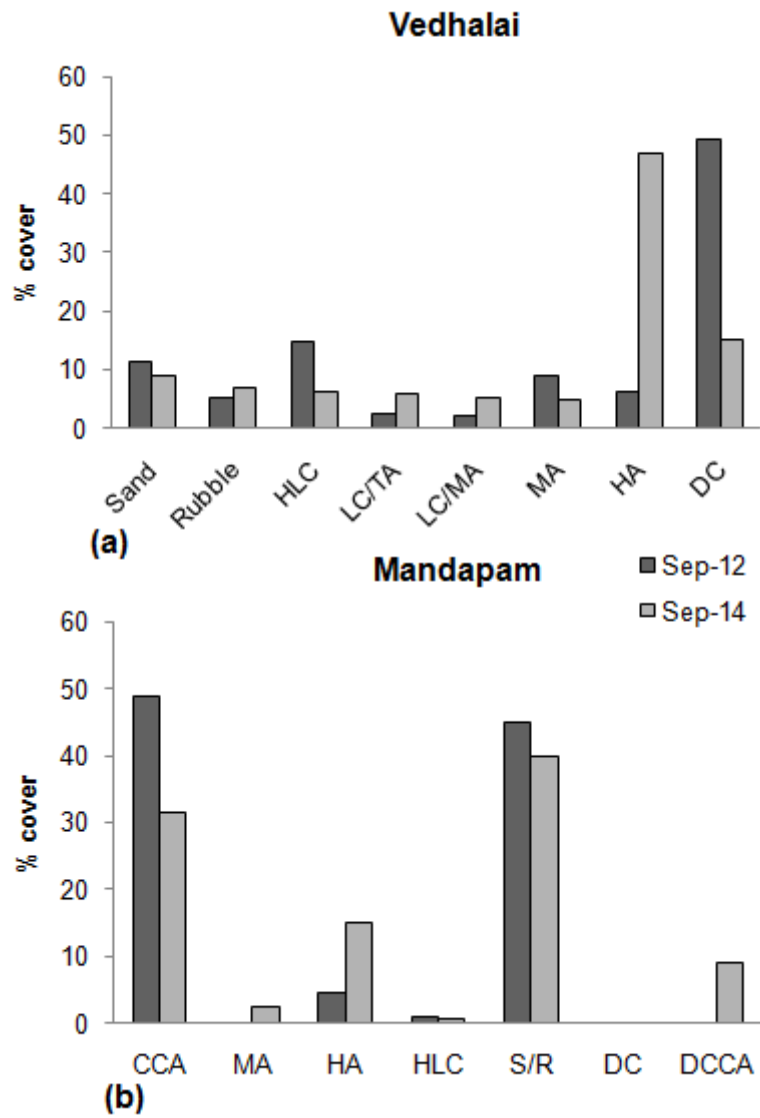 Vedhalai
60
50
40
30
20
10
0
% cover
Sand Rubble HLC LC/TA LC/MA MA HA DC
(a)
Mandapam
Sep-12
Sep-14
60
50
40
30
20
10
0
% cover
CCA MA HA HLC S/R DC DCCA
(b)